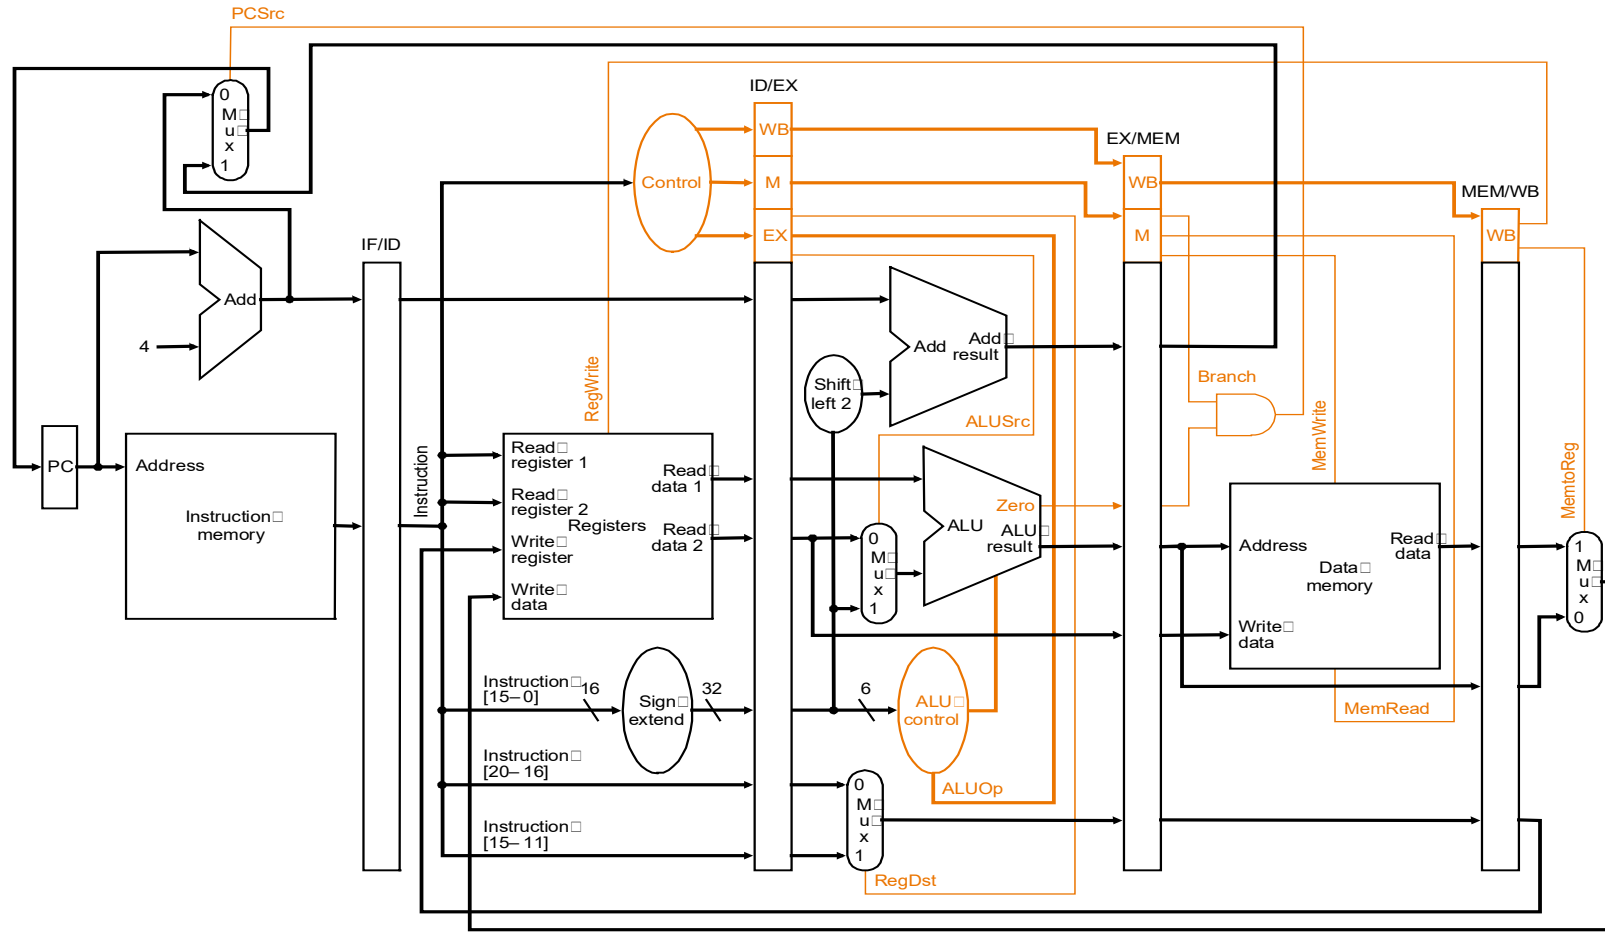 PCSrc
ID/EX
0
M
u
x
1
WB
EX/MEM
Control
M
WB
MEM/WB
EX
M
WB
IF/ID
Add
4
Add
Add
result
Shift
left 2
RegWrite
ALUSrc
Branch
MemWrite
MemtoReg
PC
Address
Instruction
memory
Instruction
Read
register 1
Read
register 2
Write
register
Write
data
Registers
Read
data 1
Read
data 2
0
M
u
x
1
Zero
ALU
ALU
result
Address
Read
data
Data
memory
Write
data
1
M
u
x
0
Instruction
[15–0]
16
Sign
extend
32
6
ALU
control
MemRead
Instruction
[20–16]
ALUOp
0
M
u
x
1
Instruction
[15–11]
RegDst